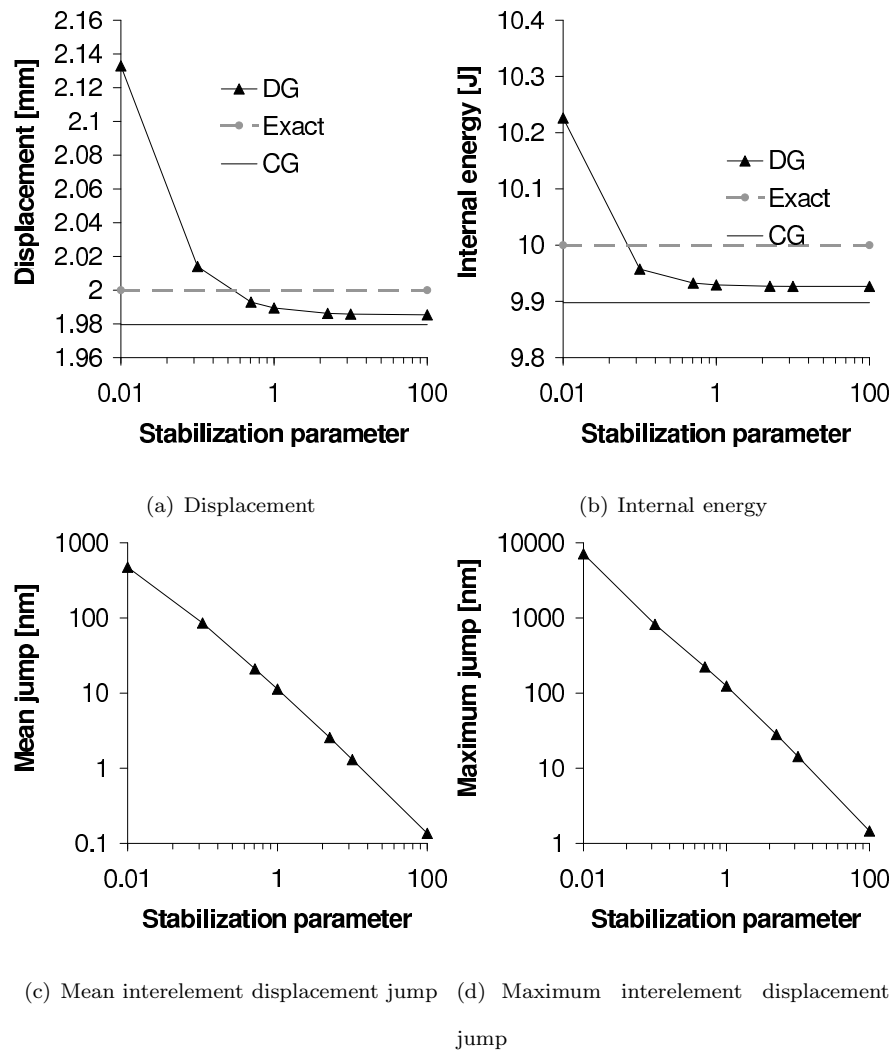 2.16
2.14
2.12
2.1
2.08
2.06
2.04
2.02
2
1.98
1.96
Displacement [mm]
DG
Exact
CG
0.01 1 100
Stabilization parameter
(a) Displacement
10.4
10.3
10.2
10.1
10
9.9
9.8
Internal energy [J]
DG
Exact
CG
0.01 1 100
Stabilization parameter
(b) Internal energy
1000
100
10
1
0.1
Mean jump [nm]
0.01 1 100
Stabilization parameter
(c) Mean interelement displacement jump
10000
1000
100
10
1
Maximum jump [nm]
0.01 1 100
Stabilization parameter
(d) Maximum interelement displacement
jump